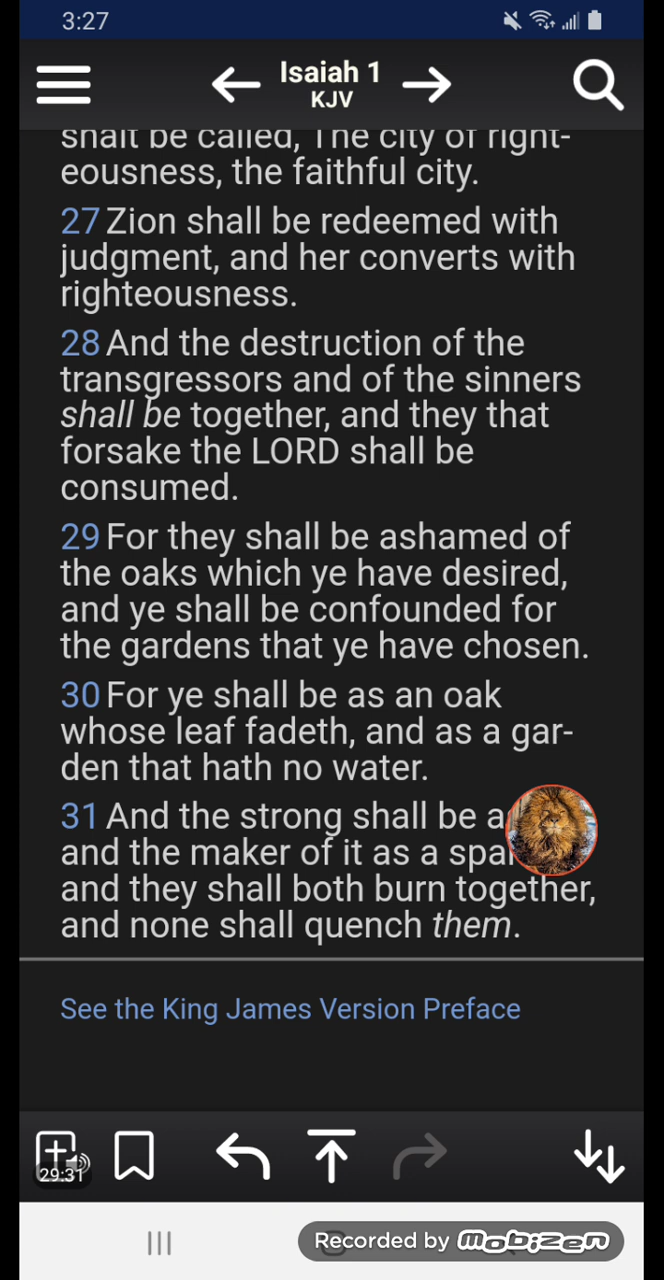 3:27
Isaiah 1
KJV
shalt be called, The city of right-
eousness, the faithful city.
27 Zion shall be redeemed with
judgment, and her converts with
righteousness.
28 And the destruction of the
transgressors and of the sinners
shall be together, and they that
forsake the LORD shall be
consumed.
29 For they shall be ashamed of
the oaks which ye have desired,
and ye shall be confounded for
the gardens that ye have chosen.
30 For ye shall be as an oak
whose leaf fadeth, and as a gar-
den that hath no water.
31 And the strong shall be
and the maker of it as a
and they shall both burn together,
and none shall quench them.
See the King James Version Preface
29:31
Recorded by mobizen